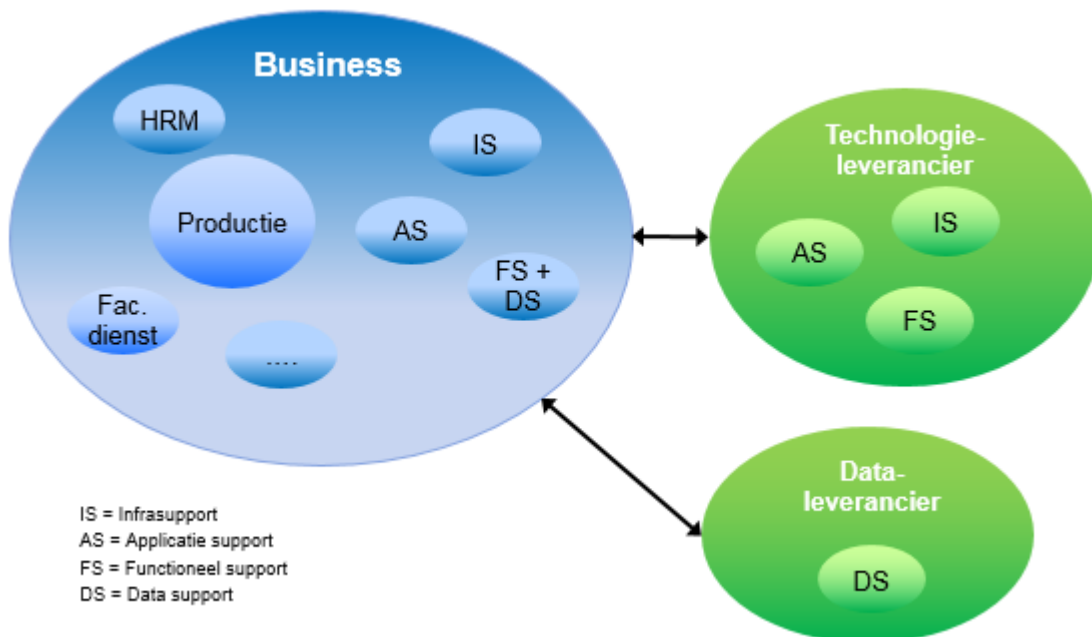 Business
HRM
IS
Productie
AS
FS +
DS
Fac.
dienst
....
Technologie-
leverancier
IS
AS
FS
Data-
leverancier
DS
IS = Infrasupport
AS = Applicatie support
FS = Functioneel support
DS = Data support